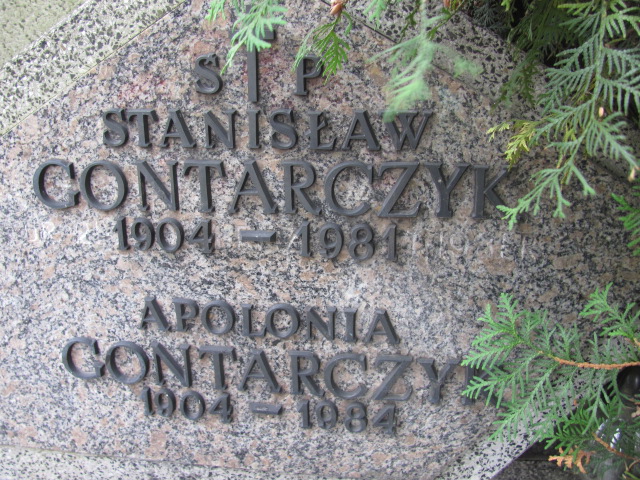 S P
STANISŁAW
GONTARCZYK
1904 - 1981
APOLONIA
GONTARCZYK
1904 - 1984